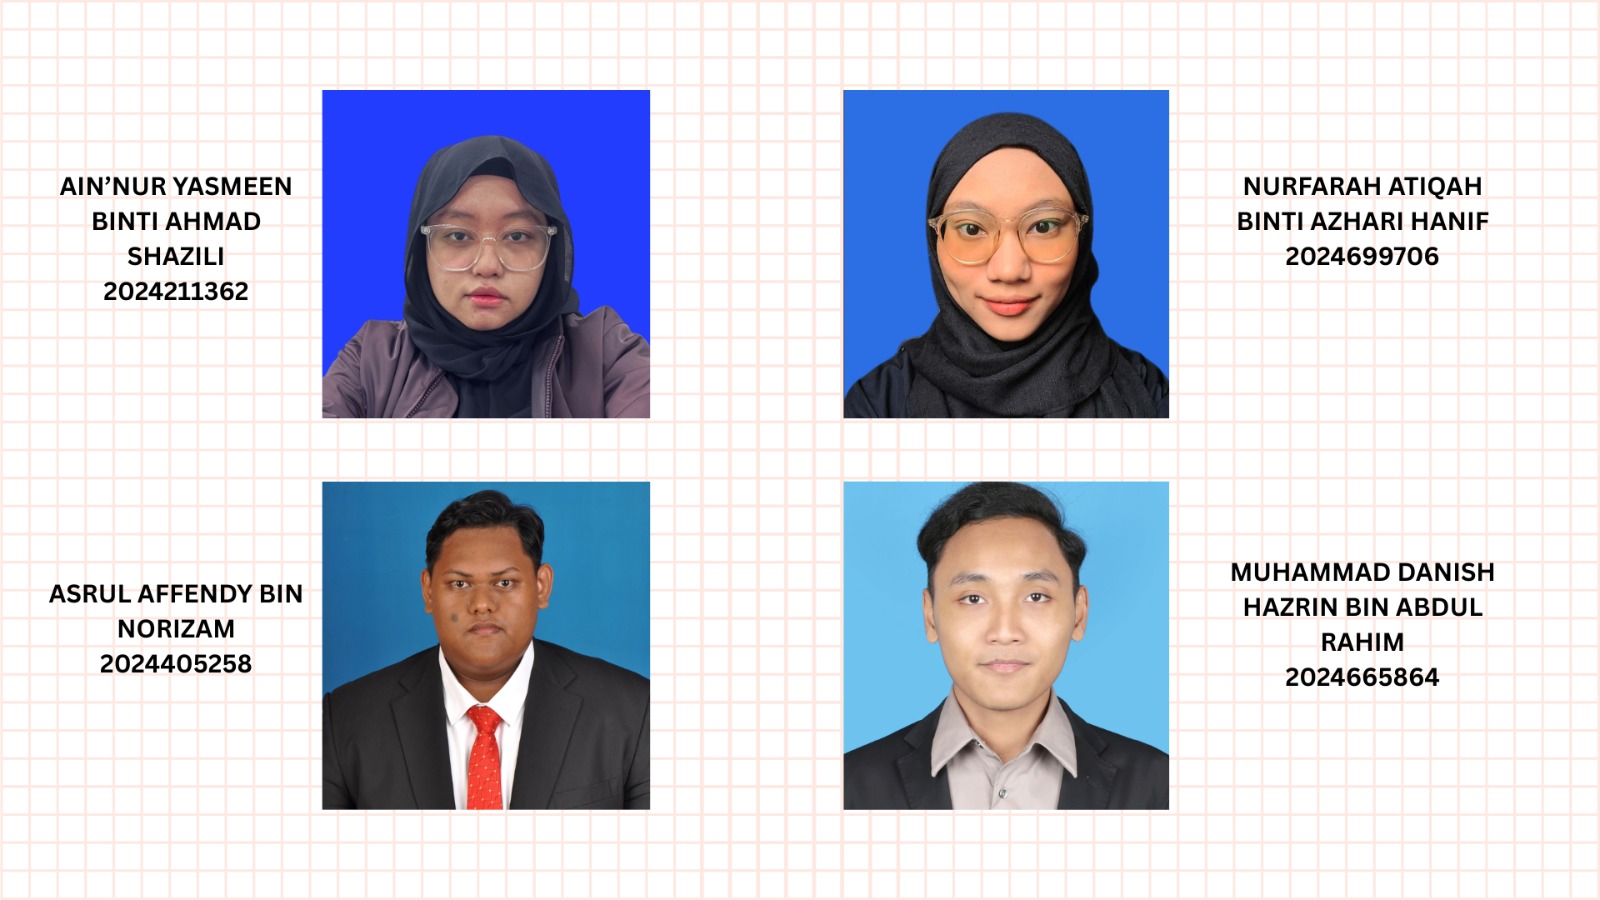 AIN’NUR YASMEEN
BINTI AHMAD
SHAZILI
2024211362
NURFARAH ATIQAH
BINTI AZHARI HANIF
2024699706
ASRUL AFFENDY BIN
NORIZAM
2024405258
MUHAMMAD DANISH
HAZRIN BIN ABDUL
RAHIM
2024665864